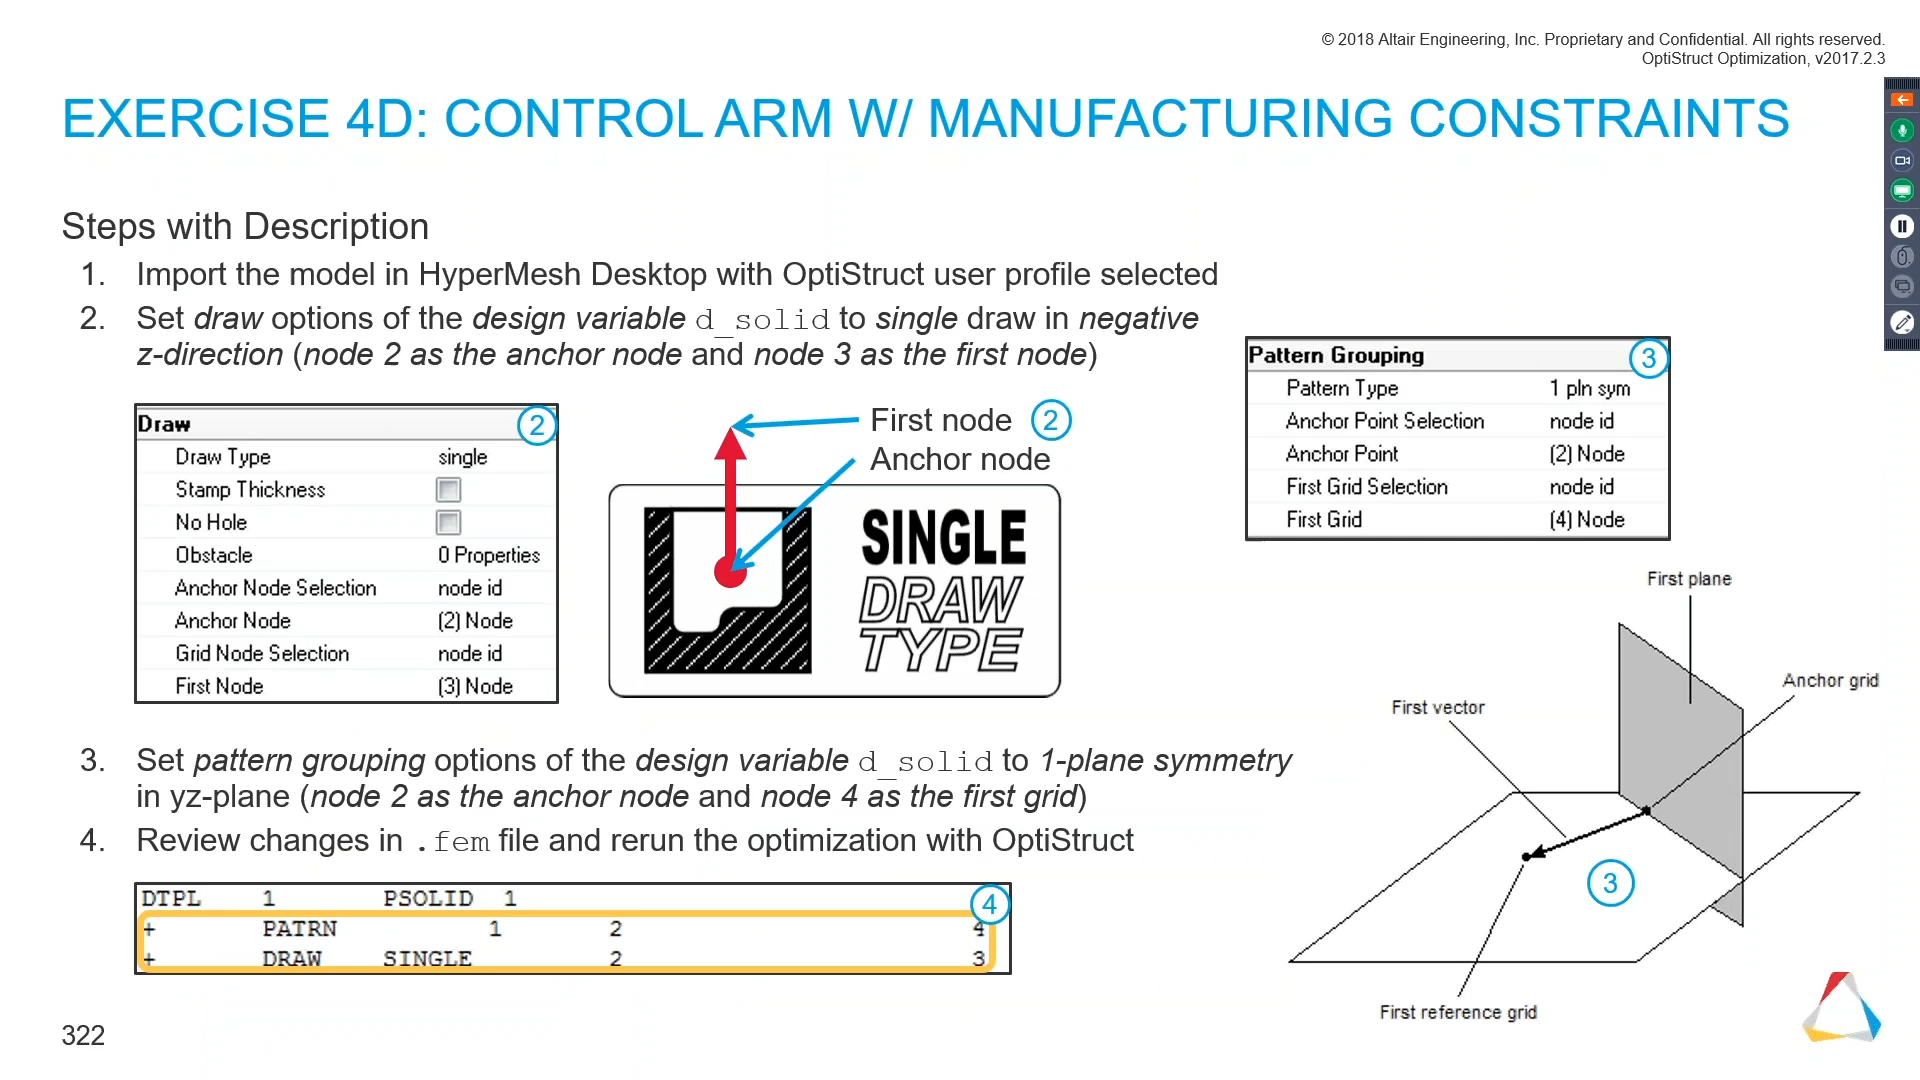 © 2018 Altair Engineering, Inc. Proprietary and Confidential. All rights reserved.
OptiStruct Optimization, v2017.2.3
EXERCISE 4D: CONTROL ARM W/ MANUFACTURING CONSTRAINTS
Steps with Description
1. Import the model in HyperMesh Desktop with OptiStruct user profile selected
2. Set draw options of the design variable d_solid to single draw in negative
z-direction (node 2 as the anchor node and node 3 as the first node)
Draw 2
Draw Type single
Stamp Thickness
No Hole
Obstacle 0 Properties
Anchor Node Selection node id
Anchor Node (2) Node
Grid Node Selection node id
First Node (3) Node
First node 2
Anchor node
SINGLE
DRAW
TYPE
Pattern Grouping 3
Pattern Type 1 pln sym
Anchor Point Selection node id
Anchor Point (2) Node
First Grid Selection node id
First Grid (4) Node
First plane
Anchor grid
First vector
3
First reference grid
3. Set pattern grouping options of the design variable d_solid to 1-plane symmetry
in yz-plane (node 2 as the anchor node and node 4 as the first grid)
4. Review changes in .fem file and rerun the optimization with OptiStruct
DTPL 1 PSOLID 1 4
+ PATRN 1 2 4
+ DRAW SINGLE 2 3
322